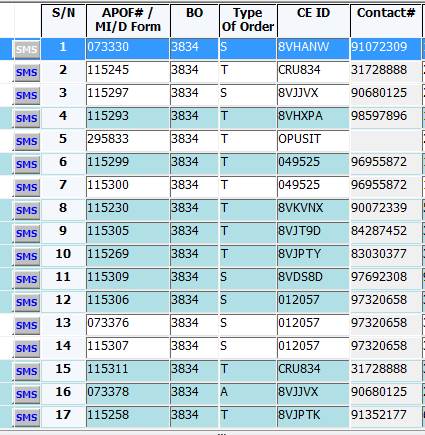 S/N APOF# / MI/D Form BO Type Of Order CE ID Contact#
SMS 1 073330 3834 S 8VHANW 91072309
SMS 2 115245 3834 T CRU834 31728888
SMS 3 115297 3834 S 8VJJVX 90680125
SMS 4 115293 3834 T 8VHXPA 98597896
SMS 5 295833 3834 T OPUSIT
SMS 6 115299 3834 T 049525 96955872
SMS 7 115300 3834 T 049525 96955872
SMS 8 115230 3834 T 8VKVNX 90072339
SMS 9 115305 3834 T 8VJT9D 84287452
SMS 10 115269 3834 T 8VJPTY 83030377
SMS 11 115309 3834 S 8VDS8D 97692308
SMS 12 115306 3834 S 012057 97320658
SMS 13 073376 3834 S 012057 97320658
SMS 14 115307 3834 S 012057 97320658
SMS 15 115311 3834 T CRU834 31728888
SMS 16 073378 3834 A 8VJJVX 90680125
SMS 17 115258 3834 T 8VJPTK 91352177